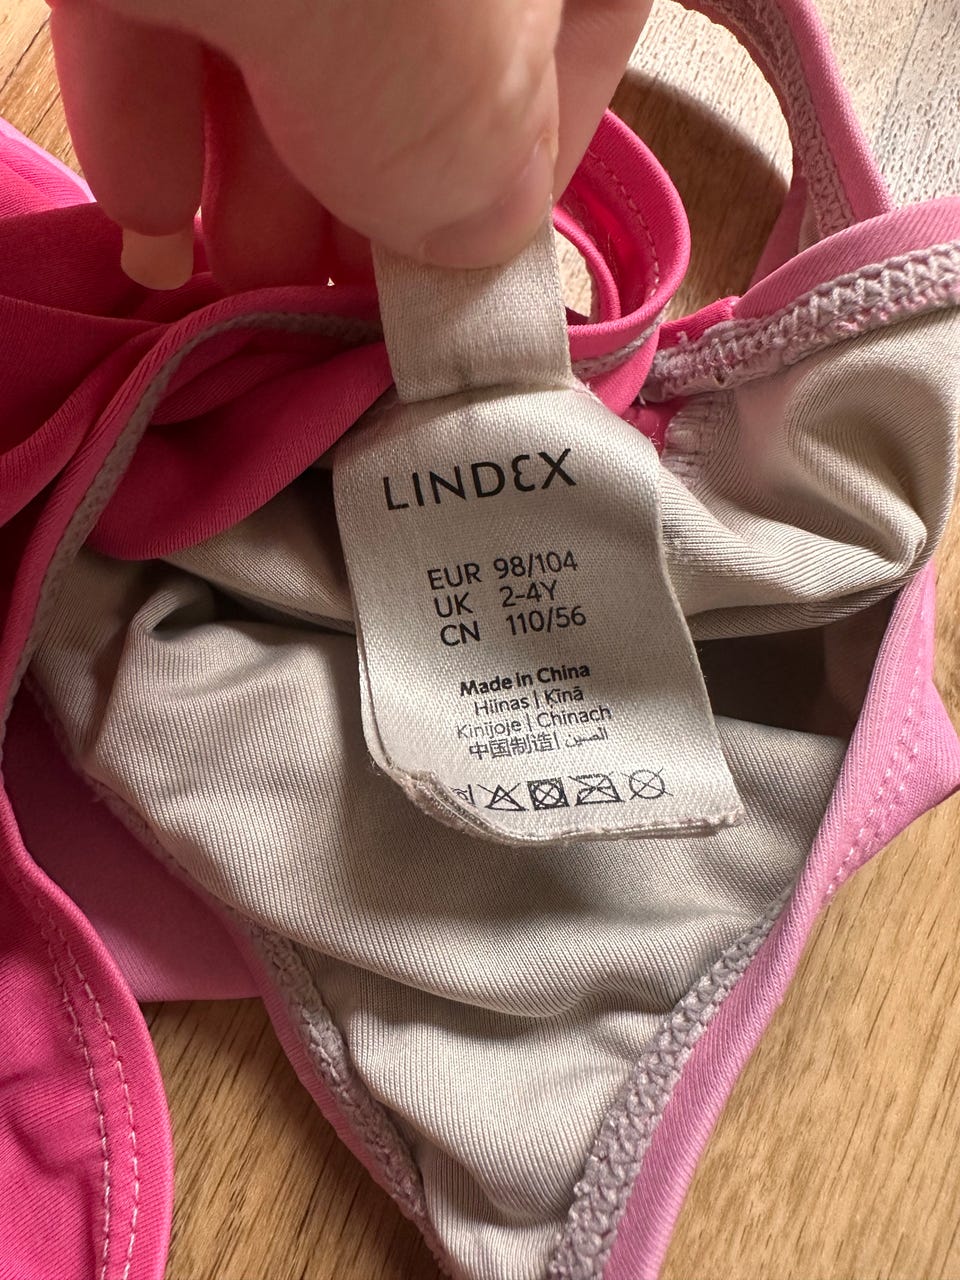 LINDEX
EUR 98/104
UK 2-4Y
CN 110/56
Made in China
Hiinas | Ķīnā
Kinijoje | Chinach
中国制造| الصين